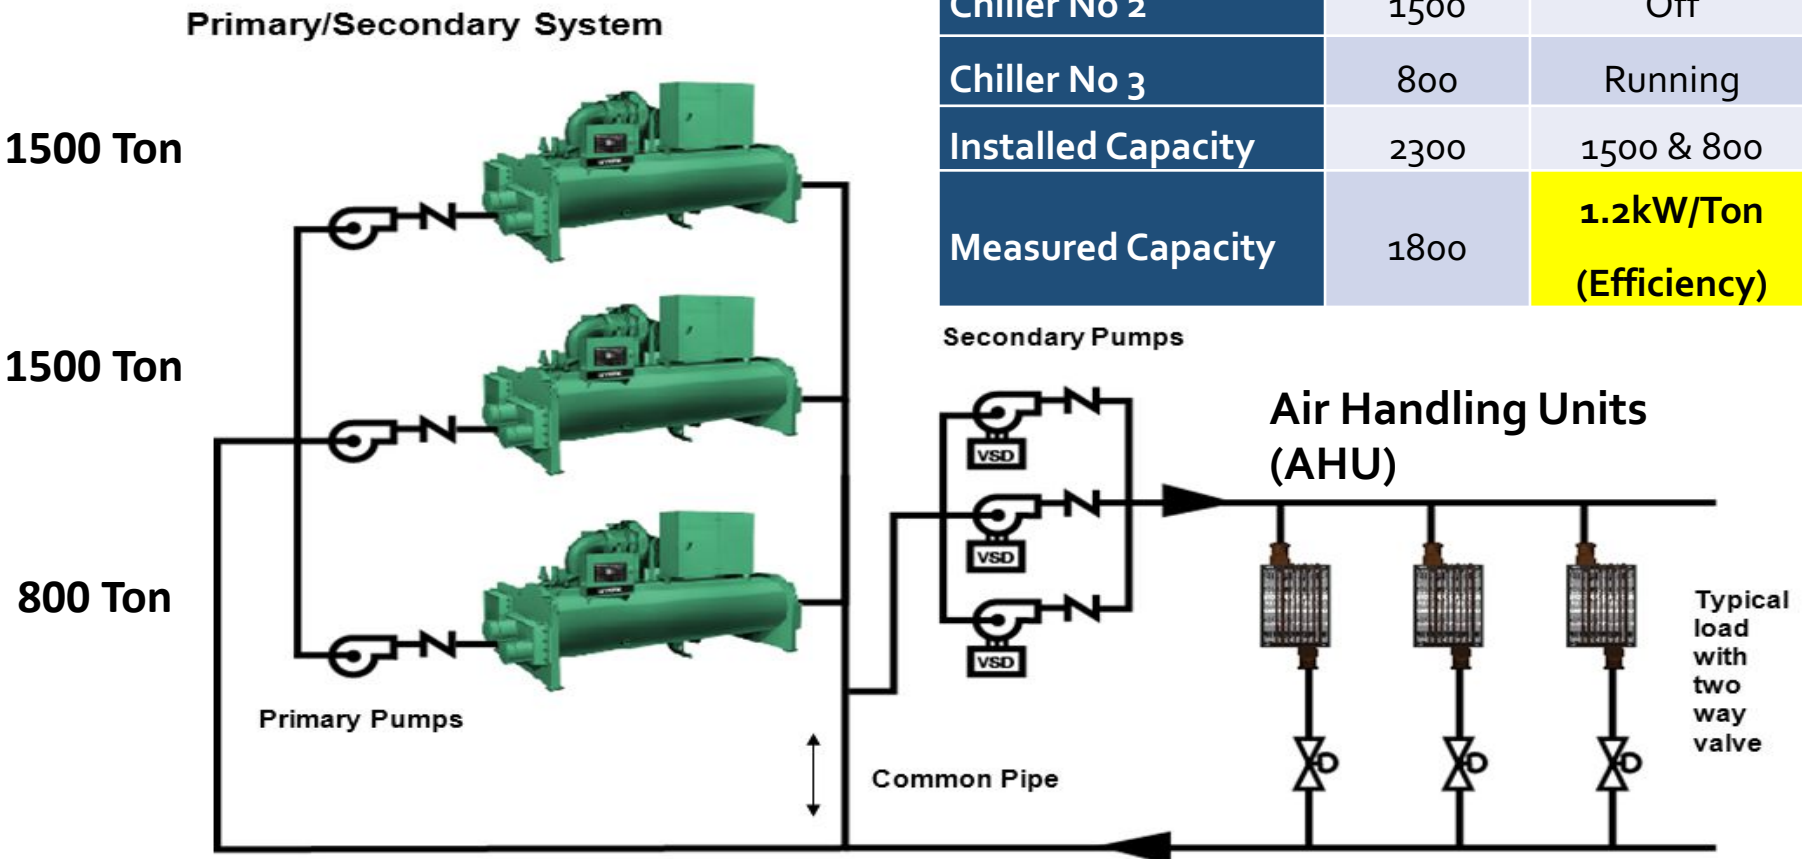 Primary/Secondary System
Chiller No 2 1500 Off
Chiller No 3 800 Running
Installed Capacity 2300 1500 & 800
Measured Capacity 1800 1.2kW/Ton
(Efficiency)
1500 Ton
1500 Ton
800 Ton
Primary Pumps
Secondary Pumps
VSD
VSD
VSD
Air Handling Units
(AHU)
Common Pipe
D
D
D
Typical
load
with
two
way
valve